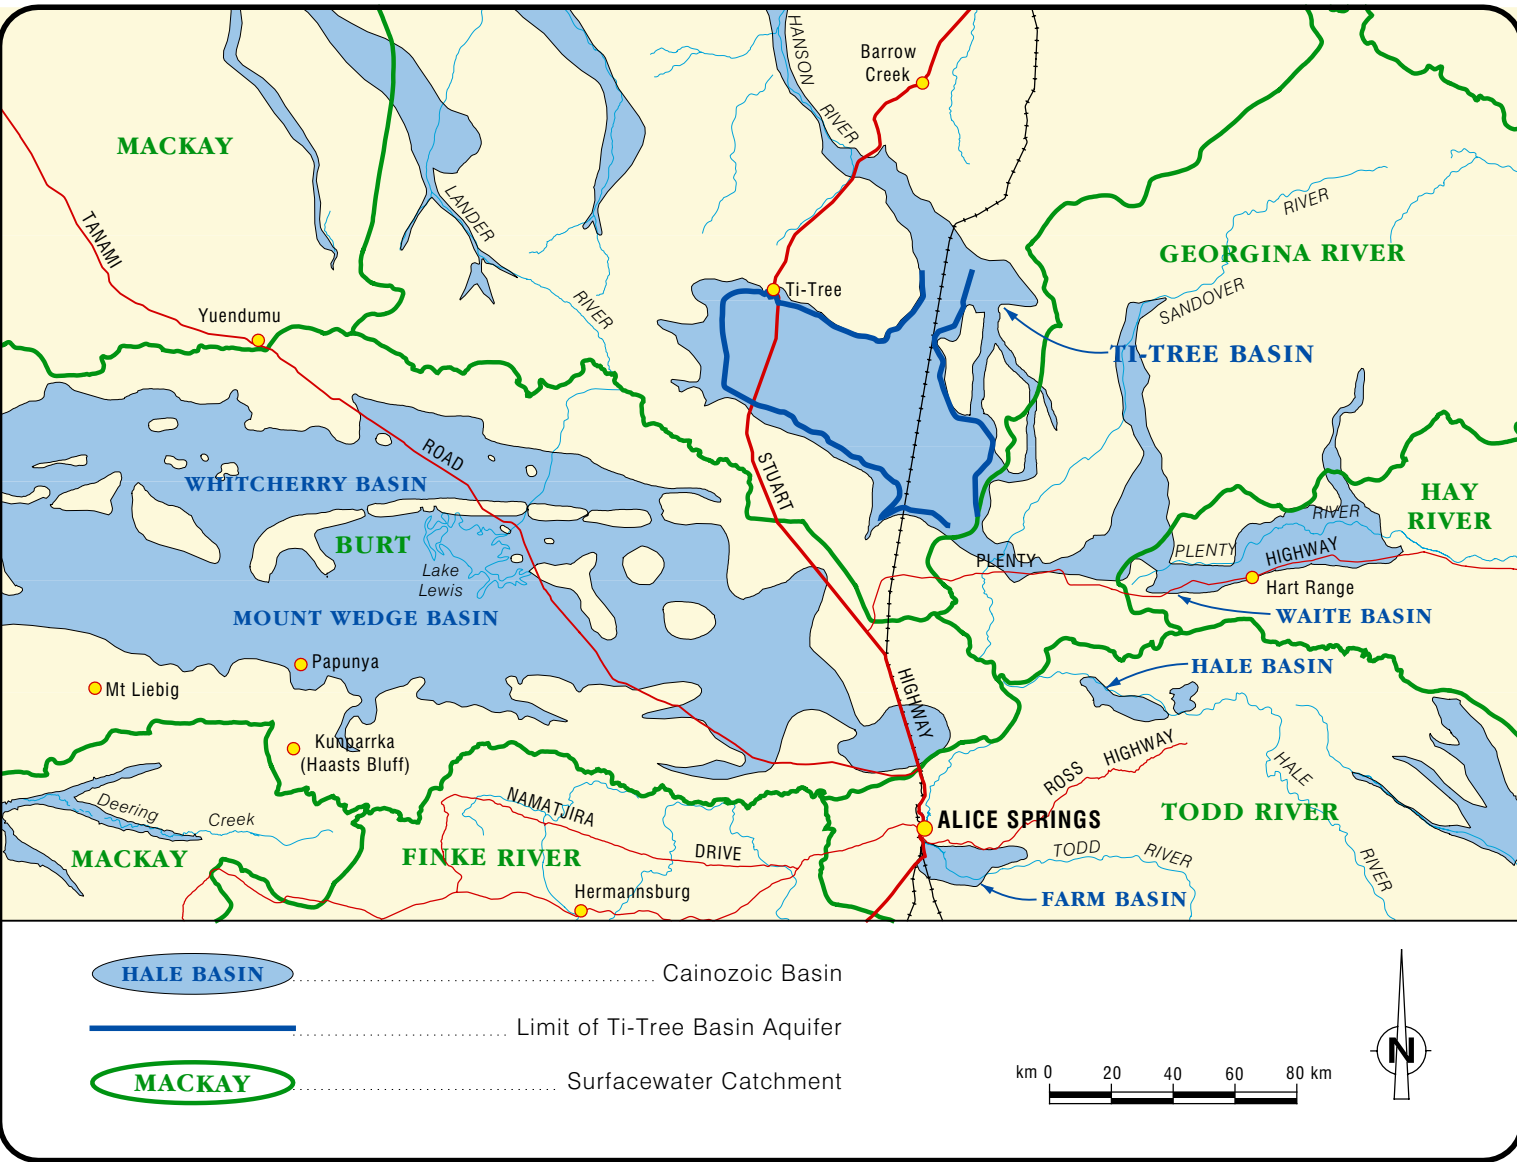 HANSON
RIVER
Barrow
Creek
MACKAY
TANAMI
LANDER
RIVER
Yuendumu
Ti-Tree
RIVER
GEORGINA RIVER
SANDOVER
TI-TREE BASIN
ROAD
STUART
WHITCHERRY BASIN
BURT
Lake
Lewis
MOUNT WEDGE BASIN
HAY
RIVER
RIVER
PLENTY
PLENTY
HIGHWAY
Hart Range
WAITE BASIN
Papunya
Mt Liebig
HALE BASIN
HIGHWAY
Kunparrka
(Haasts Bluff)
ROSS HIGHWAY
HALE
RIVER
Deering
Creek
NAMATJIRA
DRIVE
ALICE SPRINGS
TODD RIVER
MACKAY
FINKE RIVER
TODD
RIVER
Hermannsburg
FARM BASIN
HALE BASIN Cainozoic Basin
Limit of Ti-Tree Basin Aquifer
MACKAY Surfacewater Catchment
km 0 20 40 60 80 km
N